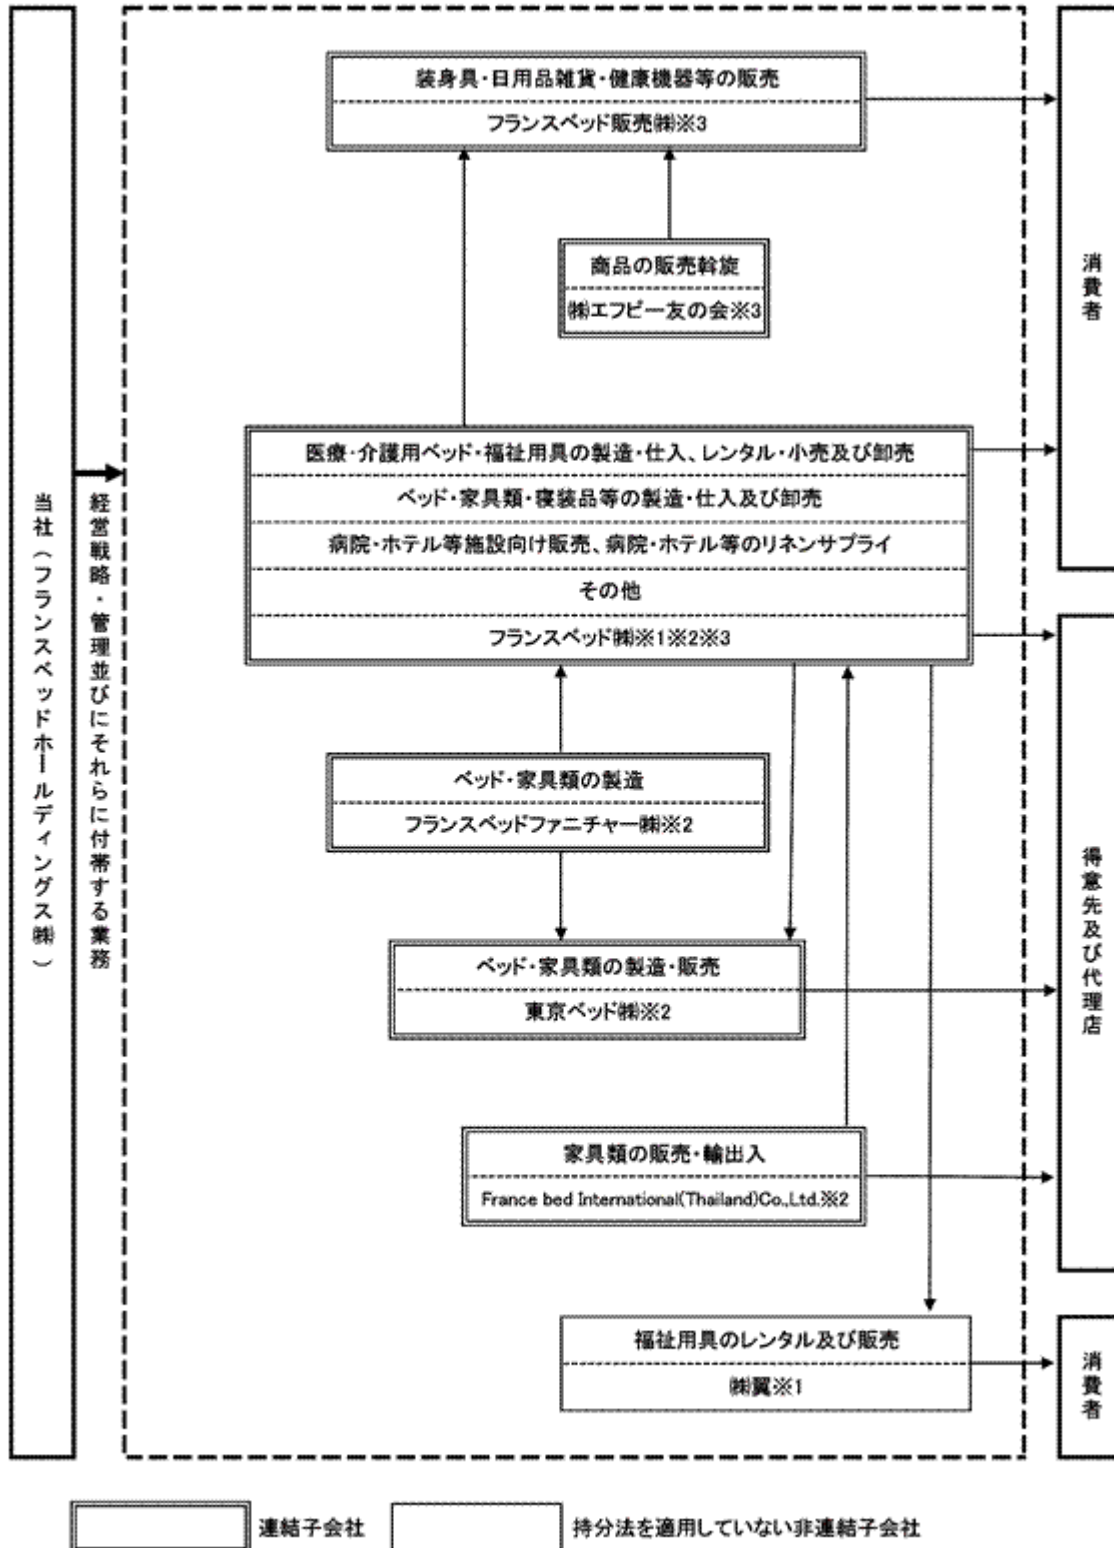 当社(フランスベッドホールディングス㈱)
経営戦略・管理並びにそれらに付帯する業務
装身具・日用品雑貨・健康機器等の販売
フランスベッド販売㈱※3
商品の販売斡旋
㈱エフビー友の会※3
消費者
医療・介護用ベッド・福祉用具の製造・仕入、レンタル・小売及び卸売
ベッド・家具類・寝装品等の製造・仕入及び卸売
病院・ホテル等施設向け販売、病院・ホテル等のリネンサプライ
その他
フランスベッド㈱※1※2※3
ベッド・家具類の製造
フランスベッドファニチャー㈱※2
得意先及び代理店
ベッド・家具類の製造・販売
東京ベッド㈱※2
家具類の販売・輸出入
France bed International(Thailand)Co.,Ltd.※2
福祉用具のレンタル及び販売
㈱翼※1
消費者
連結子会社
持分法を適用していない非連結子会社